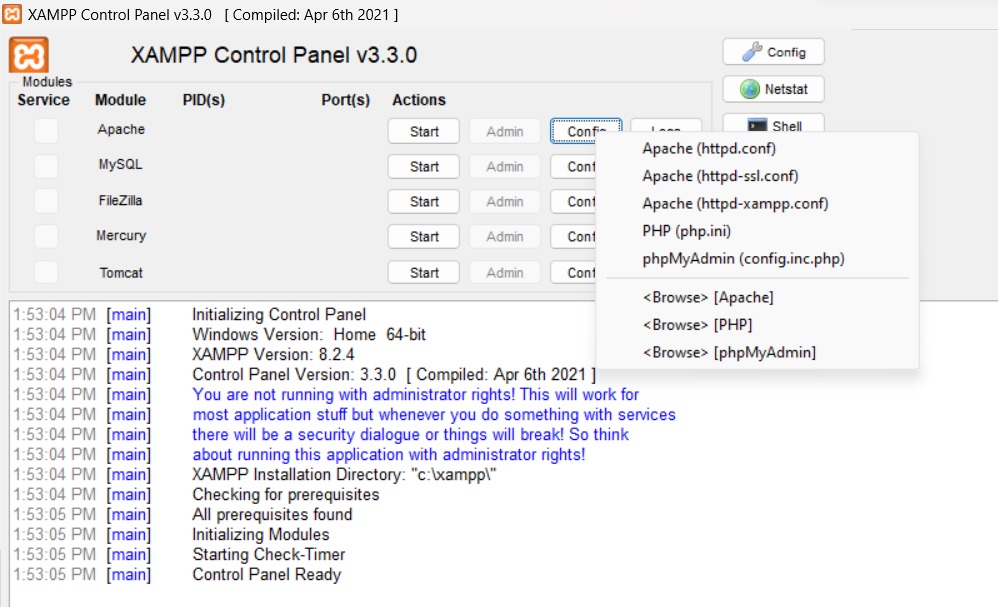 XAMPP Control Panel v3.3.0 [ Compiled: Apr 6th 2021 ]
XAMPP Control Panel v3.3.0
Config
Modules
Service Module PID(s) Port(s) Actions
Netstat
Apache Start Admin Config Logs
Shell
MySQL Start Admin Conf
FileZilla Start Admin Conf
Mercury Start Admin Conf
Tomcat Start Admin Conf
Apache (httpd.conf)
Apache (httpd-ssl.conf)
Apache (httpd-xampp.conf)
PHP (php.ini)
phpMyAdmin (config.inc.php)
<Browse> [Apache]
<Browse> [PHP]
<Browse> [phpMyAdmin]
1:53:04 PM [main] Initializing Control Panel
1:53:04 PM [main] Windows Version: Home 64-bit
1:53:04 PM [main] XAMPP Version: 8.2.4
1:53:04 PM [main] Control Panel Version: 3.3.0 [ Compiled: Apr 6th 2021 ]
1:53:04 PM [main] You are not running with administrator rights! This will work for
1:53:04 PM [main] most application stuff but whenever you do something with services
1:53:04 PM [main] there will be a security dialogue or things will break! So think
1:53:04 PM [main] about running this application with administrator rights!
1:53:04 PM [main] XAMPP Installation Directory: "c:\xampp\"
1:53:04 PM [main] Checking for prerequisites
1:53:05 PM [main] All prerequisites found
1:53:05 PM [main] Initializing Modules
1:53:05 PM [main] Starting Check-Timer
1:53:05 PM [main] Control Panel Ready